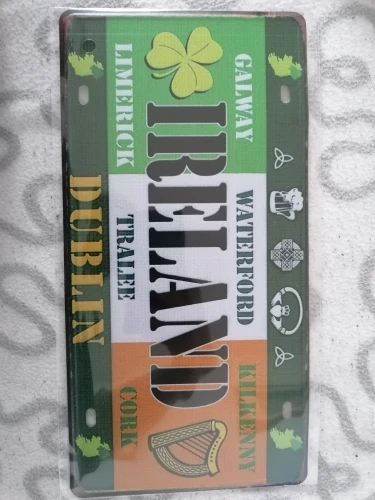 GALWAY WATERFORD KILKENNY
IRELAND
LIMERICK TRALEE CORK
DUBLIN